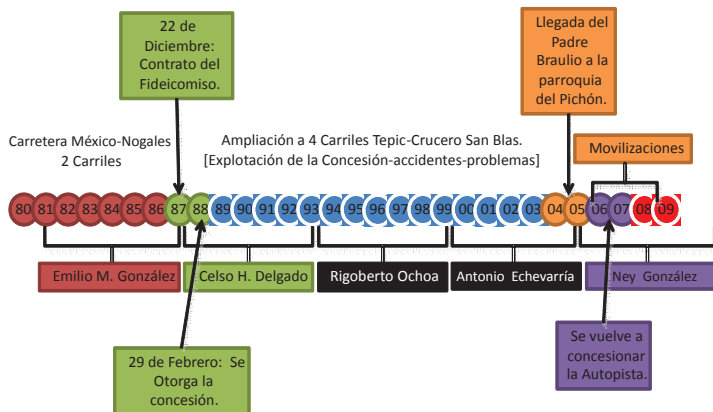 22 de
Diciembre:
Contrato del
Fideicomiso.
Llegada del
Padre
Braulio a la
parroquia
del Pichón.
Carretera México-Nogales
2 Carriles
Ampliación a 4 Carriles Tepic-Crucero San Blas.
[Explotación de la Concesión-accidentes-problemas]
Movilizaciones
80 81 82 83 84 85 86 87 88 89 90 91 92 93 94 95 96 97 98 99 00 01 02 03 04 05 06 07 08 09
Emilio M. González
Celso H. Delgado
Rigoberto Ochoa
Antonio Echevarría
Ney González
29 de Febrero: Se
Otorga la
concesión.
Se vuelve a
concesionar
la Autopista.